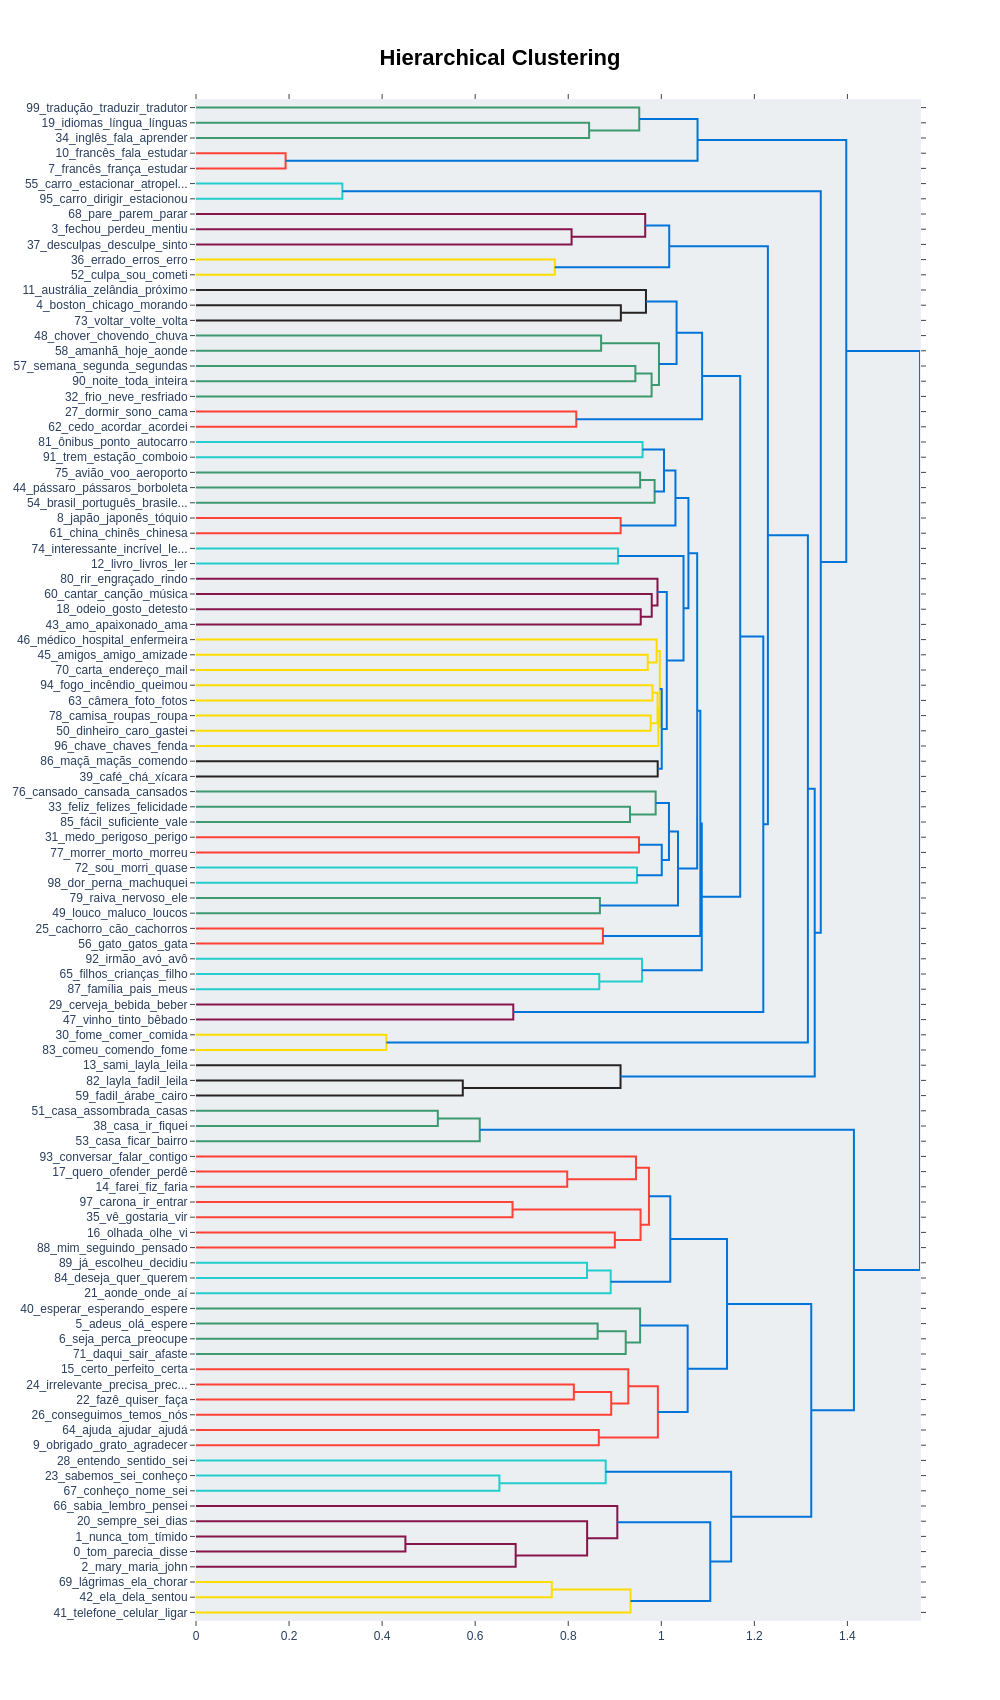 Hierarchical Clustering
99_tradução_traduzir_tradutor
19_idiomas_língua_línguas
34_inglês_fala_aprender
10_francês_fala_estudar
7_francês_frança_estudar
55_carro_estacionar_atropel...
95_carro_dirigir_estacionou
68_pare_parem_parar
3_fechou_perdeu_mentiu
37_desculpas_desculpe_sinto
36_errado_erros_erro
52_culpa_sou_cometi
11_austrália_zelândia_próximo
4_boston_chicago_morando
73_voltar_volte_volta
48_chover_chovendo_chuva
58_amanhã_hoje_aonde
57_semana_segunda_segundas
90_noite_toda_inteira
32_frio_neve_resfriado
27_dormir_sono_cama
62_cedo_acordar_acordei
81_ônibus_ponto_autocarro
91_trem_estação_comboio
75_avião_voo_aeroporto
44_pássaro_pássaros_borboleta
54_brasil_português_brasile...
8_japão_japonês_tóquio
61_china_chinês_chinesa
74_interessante_incrível_le...
12_livro_livros_ler
80_rir_engraçado_rindo
60_cantar_canção_música
18_odeio_gosto_detesto
43_amo_apaixonado_ama
46_médico_hospital_enfermeira
45_amigos_amigo_amizade
70_carta_endereço_mail
94_fogo_incêndio_queimou
63_câmera_foto_fotos
78_camisa_roupas_roupa
50_dinheiro_caro_gastei
96_chave_chaves_fenda
86_maçã_maçãs_comendo
39_café_chá_xícara
76_cansado_cansada_cansados
33_feliz_felizes_felicidade
85_fácil_suficiente_vale
31_medo_perigoso_perigo
77_morrer_morto_morreu
72_sou_morri_quase
98_dor_perna_machuquei
79_raiva_nervoso_ele
49_louco_maluco_loucos
25_cachorro_cão_cachorros
56_gato_gatos_gata
92_irmão_avó_avô
65_filhos_crianças_filho
87_família_pais_meus
29_cerveja_bebida_beber
47_vinho_tinto_bêbado
30_fome_comer_comida
83_comeu_comendo_fome
13_sami_layla_leila
82_layla_fadil_leila
59_fadil_árabe_cairo
51_casa_assombrada_casas
38_casa_ir_fiquei
53_casa_ficar_bairro
93_conversar_falar_contigo
17_quero_ofender_perdê
14_farei_fiz_faria
97_carona_ir_entrar
35_vê_gostaria_vir
16_olhada_olhe_vi
88_mim_seguindo_pensado
89_já_escolheu_decidiu
84_deseja_quer_querem
21_aonde_onde_aí
40_esperar_esperando_espere
5_adeus_olá_espere
6_seja_perca_preocupe
71_daqui_sair_afaste
15_certo_perfeito_certa
24_irrelevante_precisa_prec...
22_fazê_quiser_faça
26_conseguimos_temos_nós
64_ajuda_ajudar_ajudá
9_obrigado_grato_agradecer
28_entendo_sentido_sei
23_sabemos_sei_conheço
67_conheço_nome_sei
66_sabia_lembro_pensei
20_sempre_sei_dias
1_nunca_tom_tímido
0_tom_parecia_disse
2_mary_maria_john
69_lágrimas_ela_chorar
42_ela_dela_sentou
41_telefone_celular_ligar
0 0.2 0.4 0.6 0.8 1 1.2 1.4